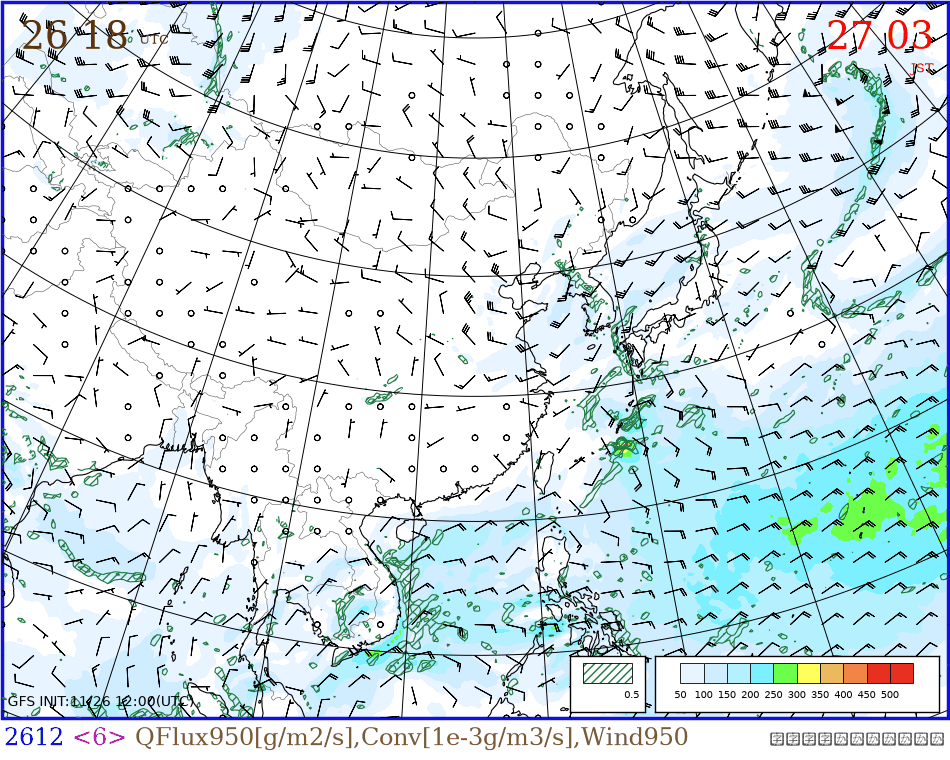 26 18 UTC
27 03
JST
0.5
50 100 150 200 250 300 350 400 450 500
GFS INIT:11/26 12:00(UTC)
2612 <6> QFlux950[g/m2/s],Conv[1e-3g/m3/s],Wind950